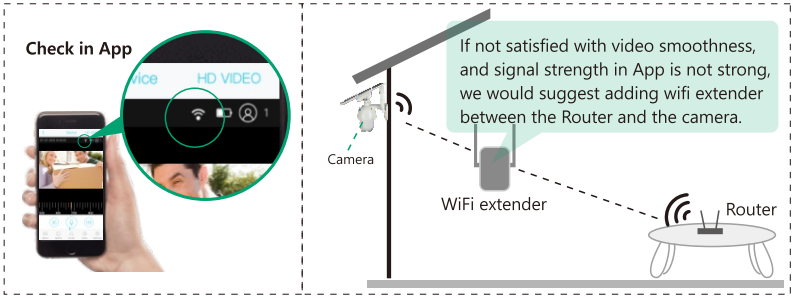 Check in App
vice
HD VIDEO
1
If not satisfied with video smoothness,
and signal strength in App is not strong,
we would suggest adding wifi extender
between the Router and the camera.
Camera
WiFi extender
Router